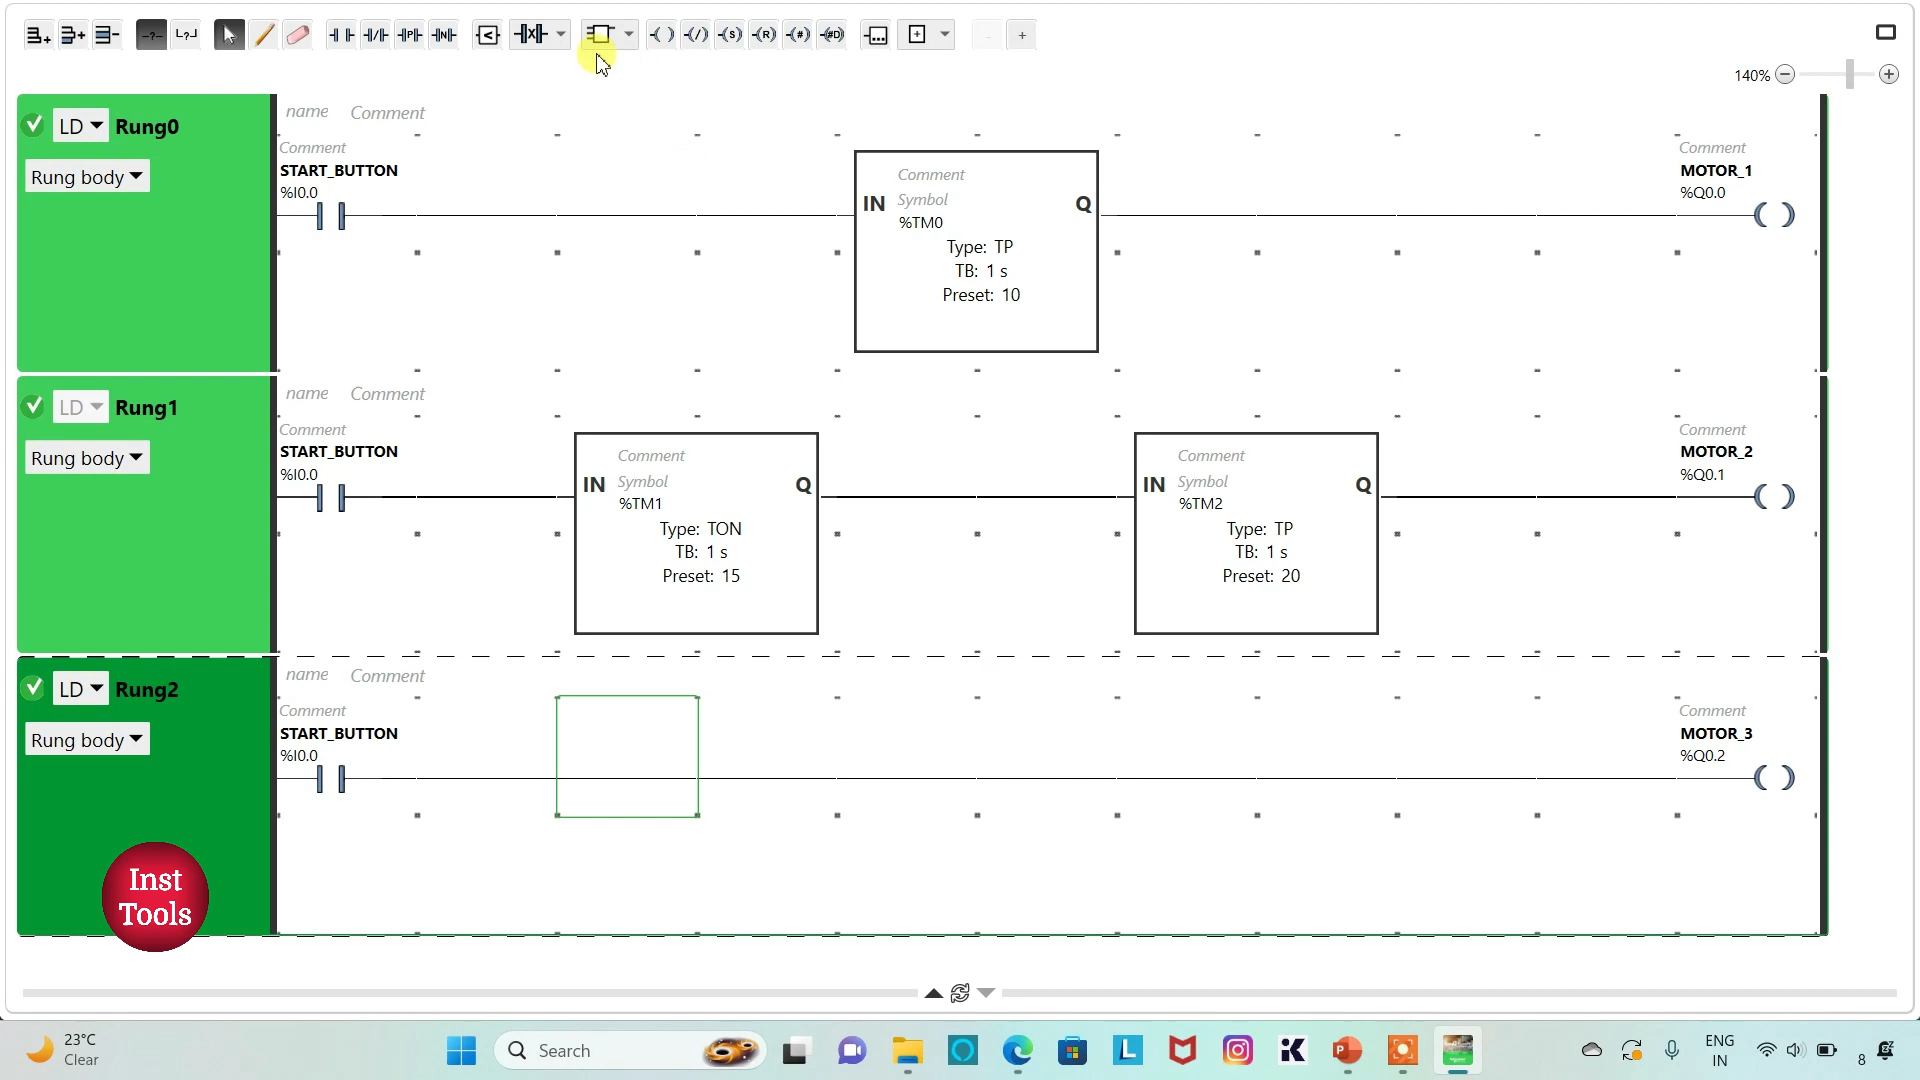 140%
LD Rung0
name Comment
Rung body
Comment
START_BUTTON
%I0.0
Comment
IN Symbol Q
%TM0
Type: TP
TB: 1 s
Preset: 10
Comment
MOTOR_1
%Q0.0
LD Rung1
name Comment
Rung body
Comment
START_BUTTON
%I0.0
Comment
IN Symbol Q
%TM1
Type: TON
TB: 1 s
Preset: 15
Comment
IN Symbol Q
%TM2
Type: TP
TB: 1 s
Preset: 20
Comment
MOTOR_2
%Q0.1
LD Rung2
name Comment
Rung body
Comment
START_BUTTON
%I0.0
Comment
MOTOR_3
%Q0.2
Inst
Tools
23°C
Clear
Search
ENG
IN
8